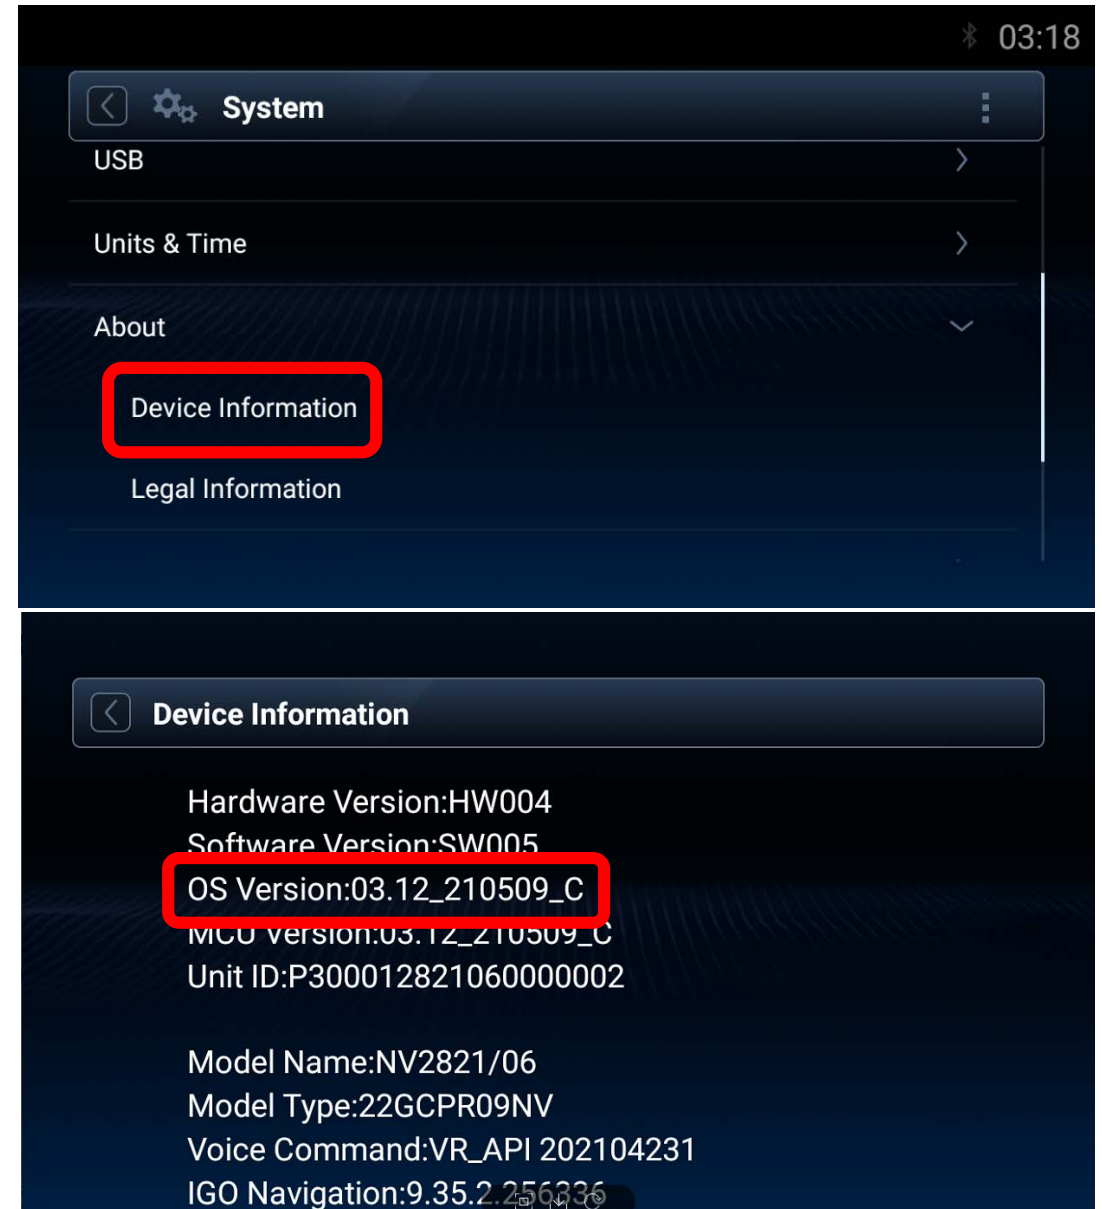 03:18
System
USB
Units & Time
About
Device Information
Legal Information
Device Information
Hardware Version:HW004
Software Version:SW005
OS Version:03.12_210509_C
MCU Version:03.12_210509_C
Unit ID:P300012821060000002
Model Name:NV2821/06
Model Type:22GCPR09NV
Voice Command:VR_API 202104231
IGO Navigation:9.35.2.256336